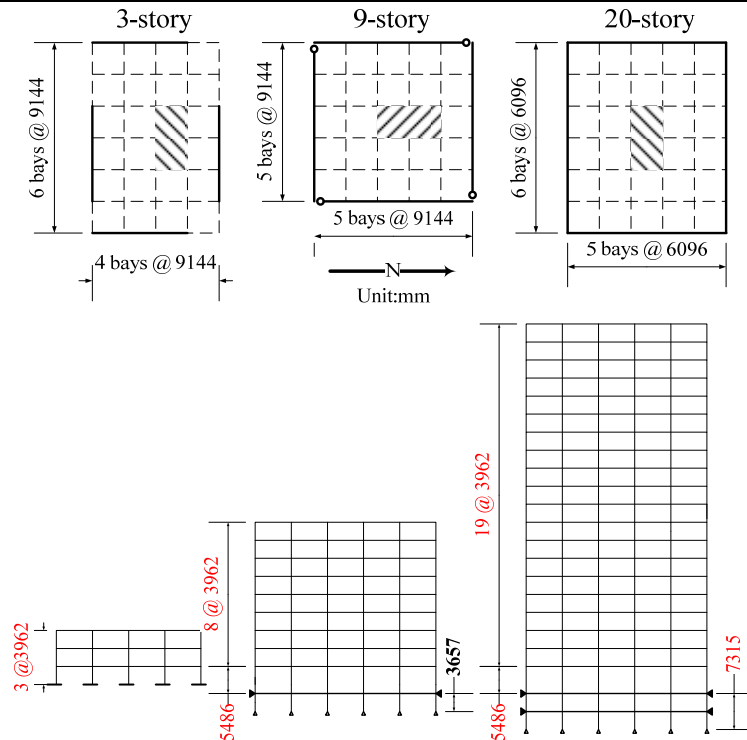 3-story
9-story
20-story
6 bays @ 9144
5 bays @ 9144
6 bays @ 6096
5 bays @ 9144
5 bays @ 6096
4 bays @ 9144
N
Unit:mm
19 @ 3962
8 @ 3962
3 @3962
3657
7315
5486
5486